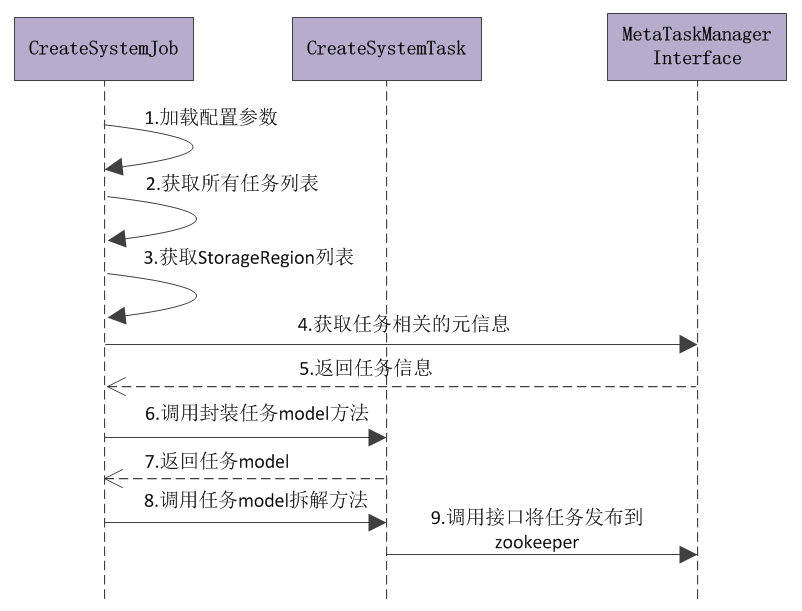 CreateSystemJob
CreateSystemTask
MetaTaskManager
Interface
1.加载配置参数
2.获取所有任务列表
3.获取StorageRegion列表
4.获取任务相关的元信息
5.返回任务信息
6.调用封装任务model方法
7.返回任务model
8.调用任务model拆解方法
9.调用接口将任务发布到
zookeeper